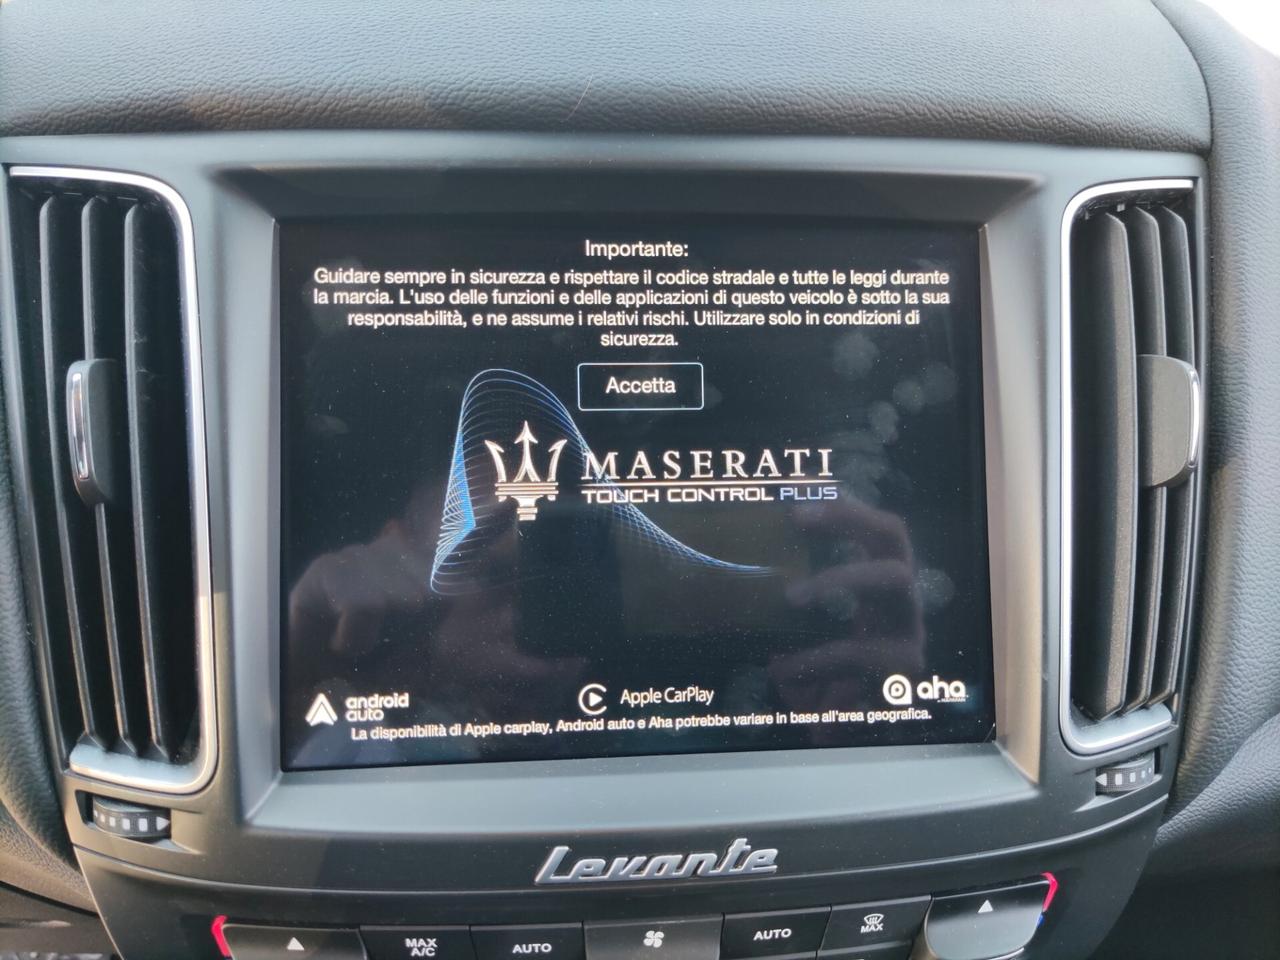 Importante:
Guidare sempre in sicurezza e rispettare il codice stradale e tutte le leggi durante
la marcia. L'uso delle funzioni e delle applicazioni di questo veicolo è sotto la sua
responsabilità, e ne assume i relativi rischi. Utilizzare solo in condizioni di
sicurezza.
Accetta
MASERATI
TOUCH CONTROL PLUS
android
auto
Apple CarPlay
aha
La disponibilità di Apple carplay, Android auto e Aha potrebbe variare in base all'area geografica.
Levante
MAX
A/C
AUTO
AUTO
MAX